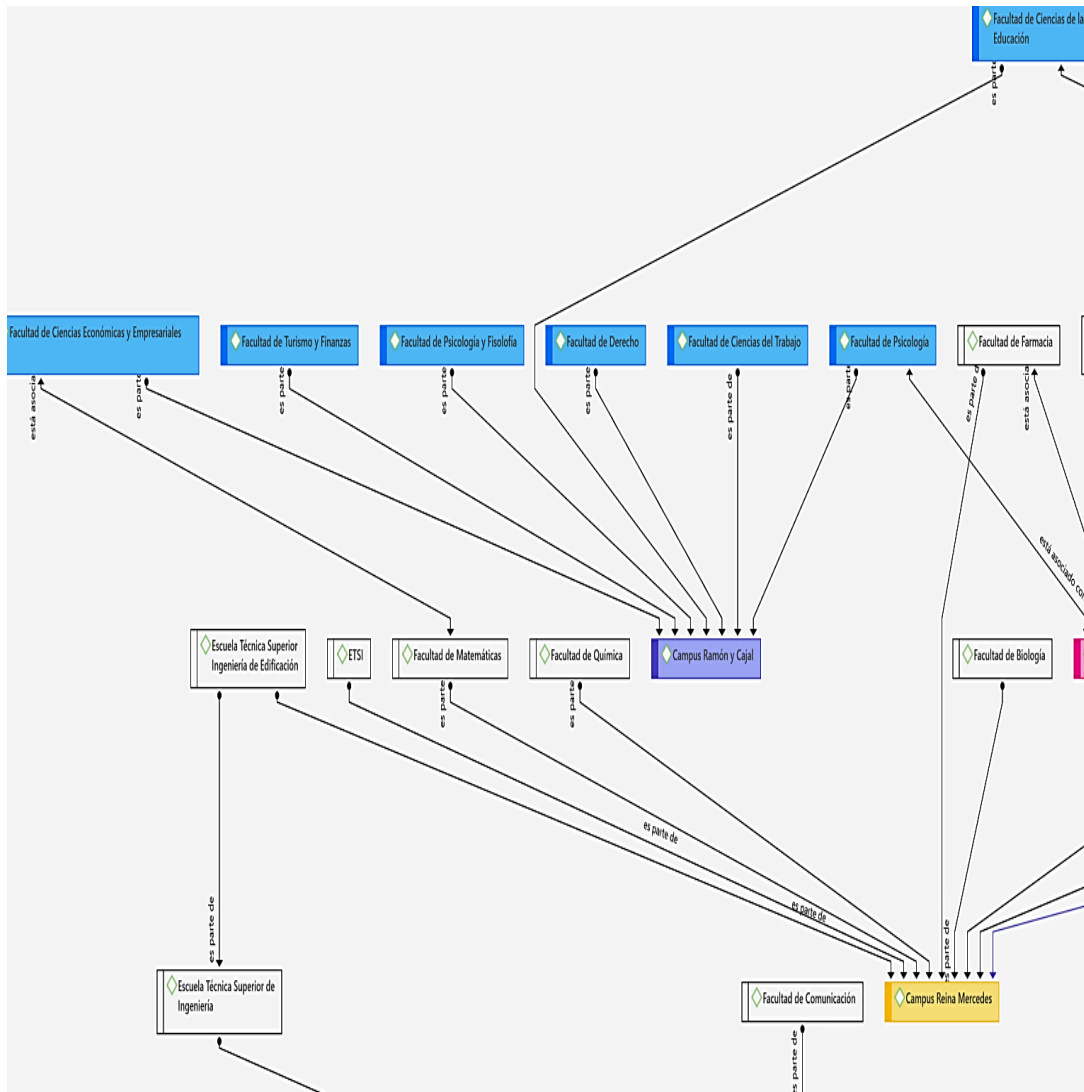 Facultad de Ciencias de la
Educación
es parte
Facultad de Ciencias Económicas y Empresariales
Facultad de Turismo y Finanzas
Facultad de Psicología y Fisolofía
Facultad de Derecho
Facultad de Ciencias del Trabajo
Facultad de Psicología
Facultad de Farmacia
está asocia
es parte
es parte
es parte
es parte
es parte de
es parte
es parte d
está asocia
está asociado con
Escuela Técnica Superior
Ingeniería de Edificación
ETSI
Facultad de Matemáticas
Facultad de Química
Campus Ramón y Cajal
Facultad de Biología
es parte
es parte
es parte de
es parte de
es parte de
es parte de
Escuela Técnica Superior de
Ingeniería
Facultad de Comunicación
Campus Reina Mercedes
es parte de